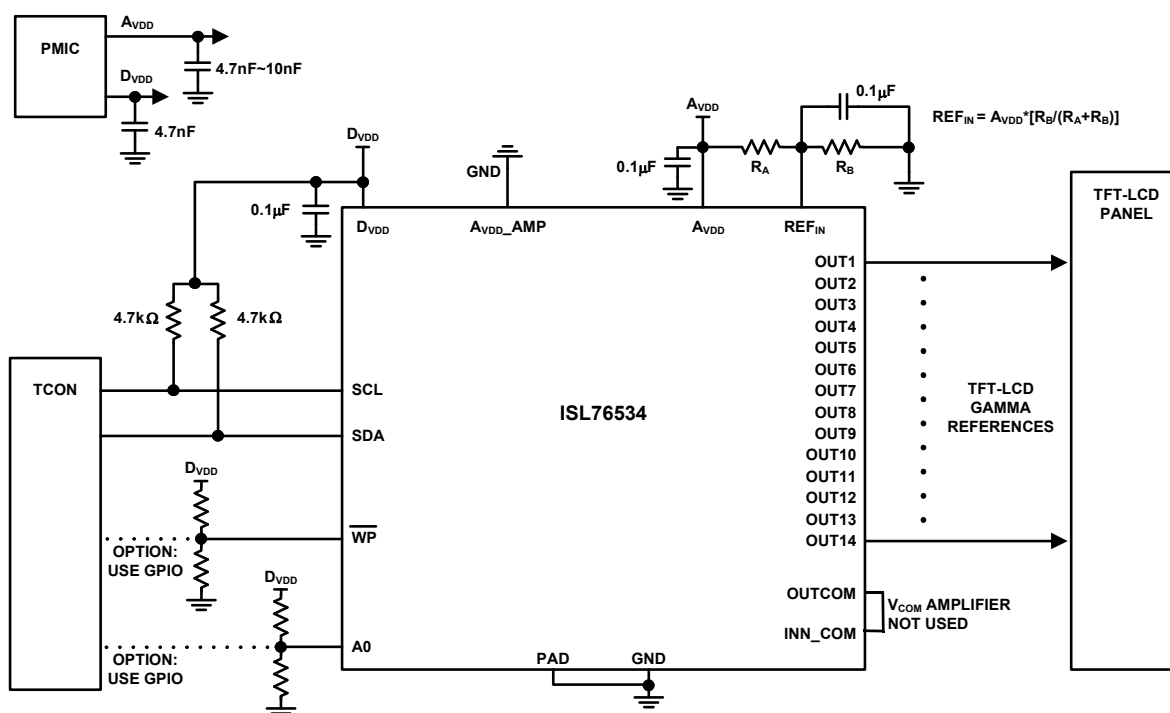 PMIC
AVDD
4.7nF~10nF
DVDD
4.7nF
DVDD
0.1μF
GND
AVDD
0.1μF
RA
0.1μF
RB
REFIN = AVDD*[RB/(RA+RB)]
TFT-LCD
PANEL
DVDD
AVDD_AMP
AVDD
REFIN
4.7kΩ
4.7kΩ
TCON
SCL
SDA
DVDD
WP
OPTION:
USE GPIO
DVDD
A0
OPTION:
USE GPIO
ISL76534
OUT1
OUT2
OUT3
OUT4
OUT5
OUT6
OUT7
OUT8
OUT9
OUT10
OUT11
OUT12
OUT13
OUT14
TFT-LCD
GAMMA
REFERENCES
OUTCOM
INN_COM
VCOM AMPLIFIER
NOT USED
PAD
GND